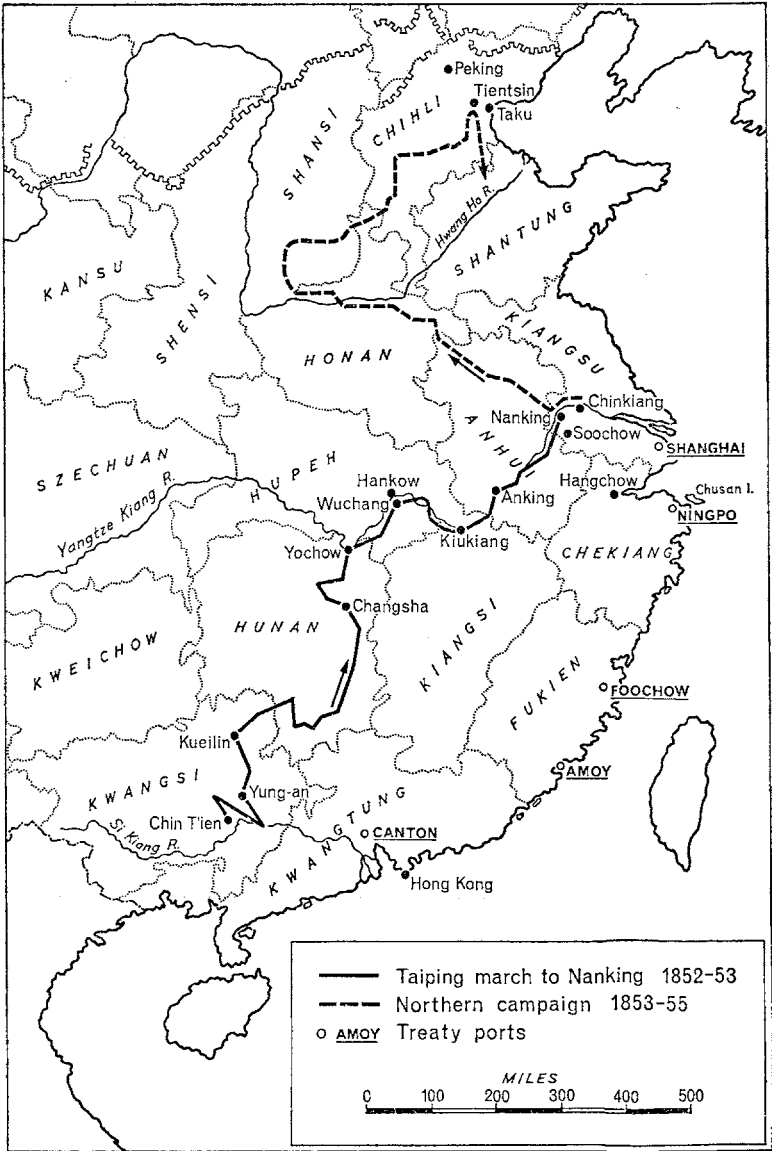 Peking
Tientsin
Taku
CHIHLI
SHANSI
Hwang Ho R.
SHANTUNG
KANSU
SHENSI
HONAN
KIANGSU
Chinkiang
Nanking
Soochow
SHANGHAI
ANHUI
SZECHUAN
HUPEH
Hankow
Wuchang
Anking
Hangchow
Chusan I.
NINGPO
Yangtze Kiang R.
Kiukiang
Yochow
CHEKIANG
Changsha
HUNAN
KIANGSI
KWEICHOW
FUKIEN
FOOCHOW
Kueilin
AMOY
KWANGSI
Yung-an
Chin T'ien
Si Kiang R.
KWANGTUNG
CANTON
Hong Kong
Taiping march to Nanking 1852-53
Northern campaign 1853-55
AMOY Treaty ports
MILES
0 100 200 300 400 500